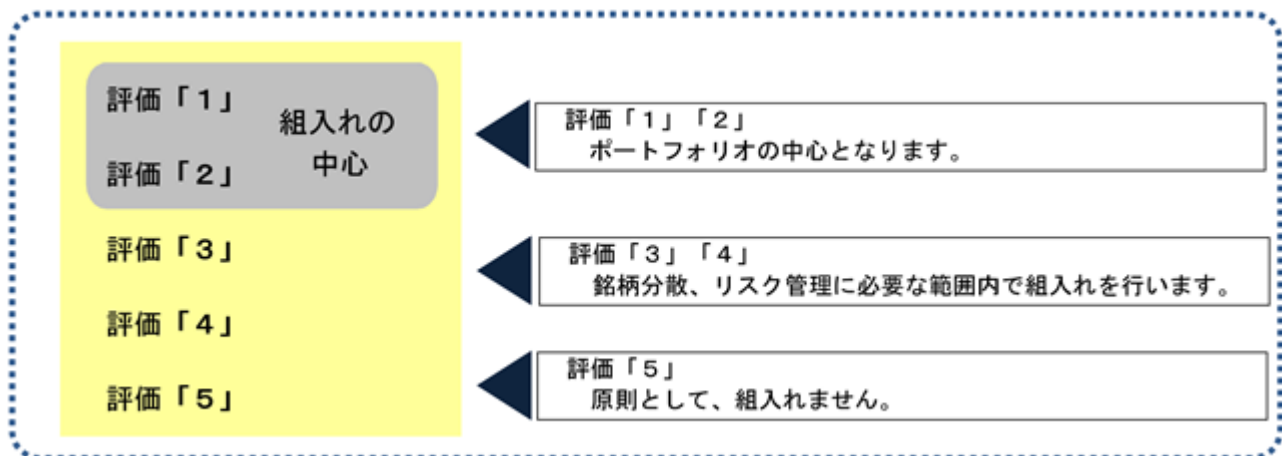 評価「1」
評価「2」
組入れの
中心
評価「3」
評価「4」
評価「5」
評価「1」「2」
ポートフォリオの中心となります。
評価「3」「4」
銘柄分散、リスク管理に必要な範囲内で組入れを行います。
評価「5」
原則として、組入れません。